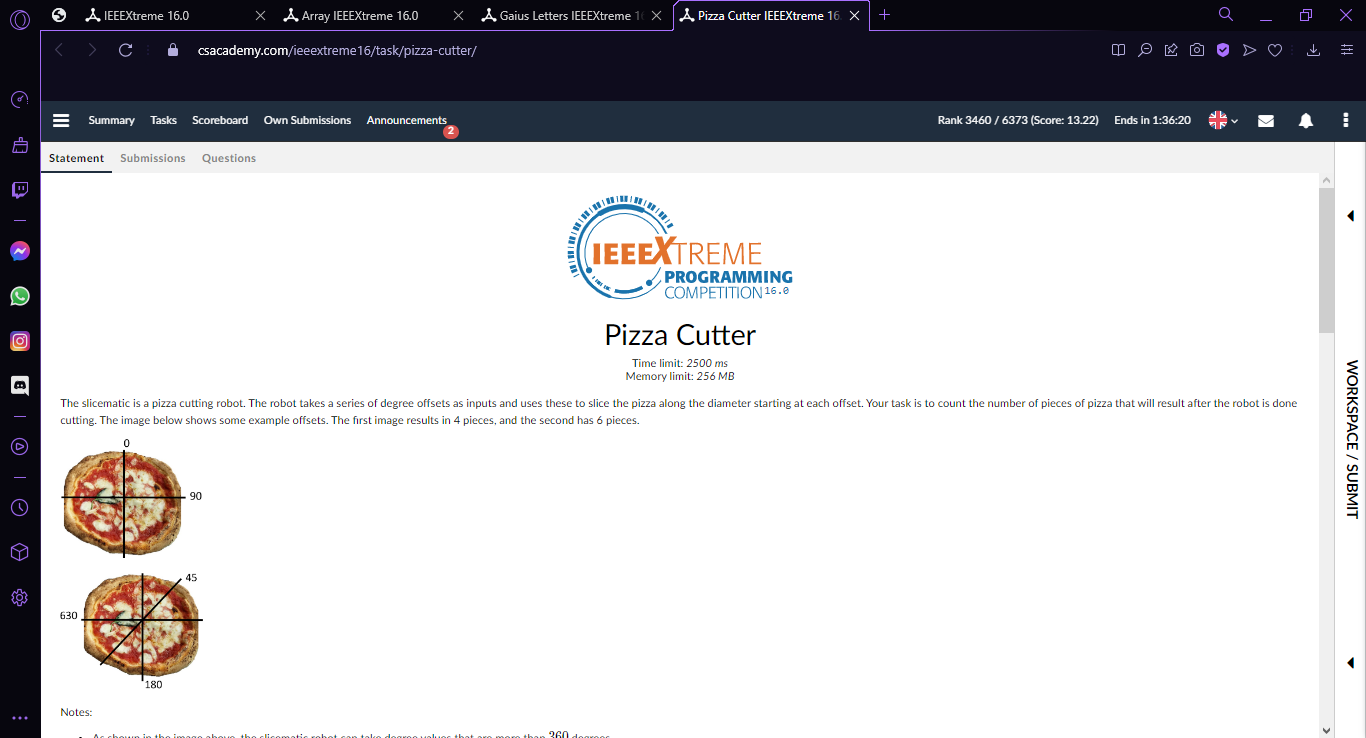 IEEEXtreme 16.0
Array IEEEXtreme 16.0
Gaius Letters IEEEXtreme 1
Pizza Cutter IEEEXtreme 16
csacademy.com/ieeextreme16/task/pizza-cutter/
Summary Tasks Scoreboard Own Submissions Announcements 2 Rank 3460 / 6373 (Score: 13.22) Ends in 1:36:20
Statement Submissions Questions
IEEEXTREME
PROGRAMMING
COMPETITION 16.0
Pizza Cutter
Time limit: 2500 ms
Memory limit: 256 MB
The slicematic is a pizza cutting robot. The robot takes a series of degree offsets as inputs and uses these to slice the pizza along the diameter starting at each offset. Your task is to count the number of pieces of pizza that will result after the robot is done
cutting. The image below shows some example offsets. The first image results in 4 pieces, and the second has 6 pieces.
0
90
45
630
180
Notes:
As shown in the image above, the slicematic robot can take degree values that are more than 360 degrees
WORKSPACE / SUBMIT